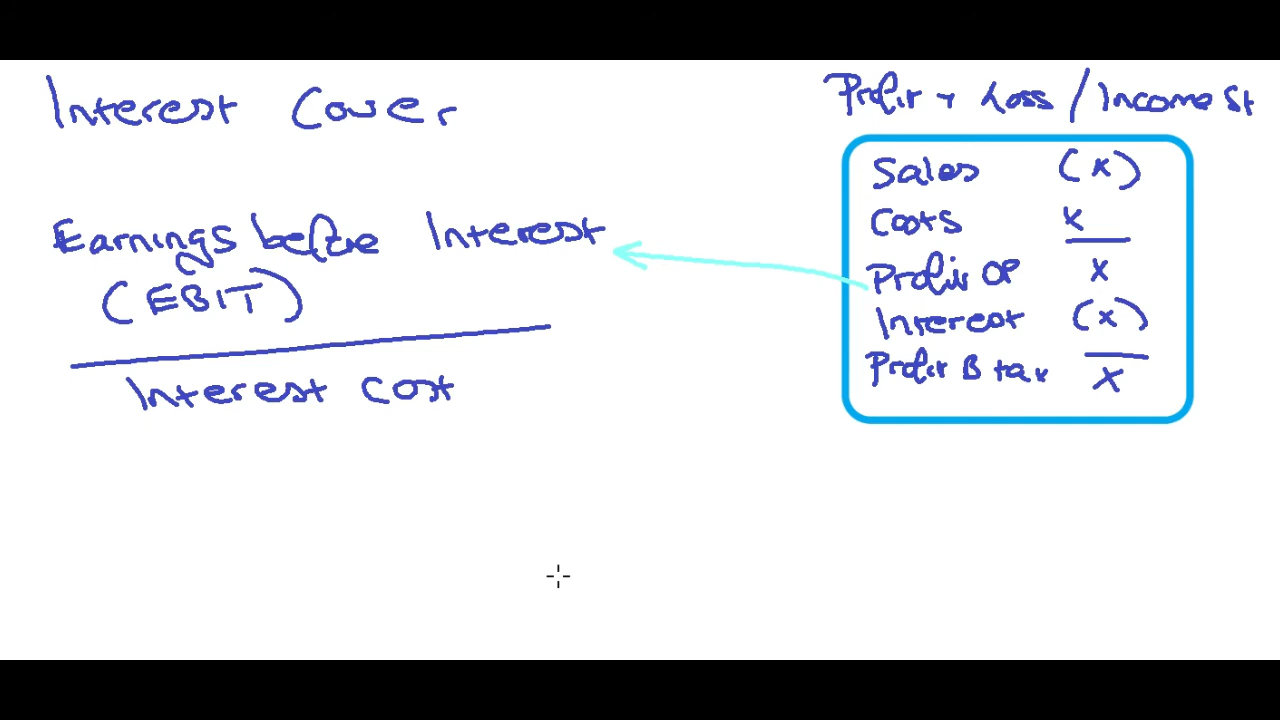 Interest Cover
Earnings before Interest
(EBIT)
Interest cost
Profit + Loss / Income St
Sales (x)
Costs x
Profit OP x
Interest (x)
Profit B tax x